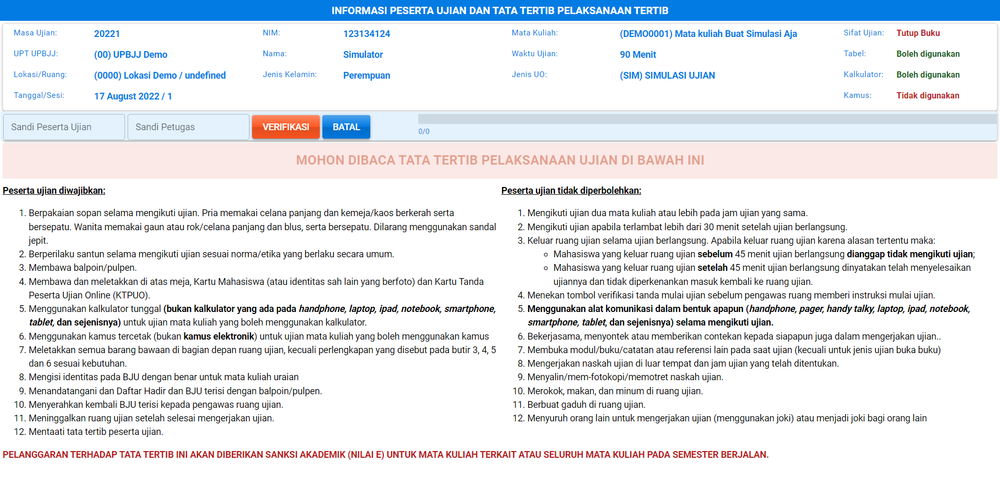 INFORMASI PESERTA UJIAN DAN TATA TERTIB PELAKSANAAN TERTIB
Masa Ujian: 20221 NIM: 123134124 Mata Kuliah: (DEMO0001) Mata kuliah Buat Simulasi Aja Sifat Ujian: Tutup Buku
UPT UPBJJ: (00) UPBJJ Demo Nama: Simulator Waktu Ujian: 90 Menit Tabel: Boleh digunakan
Lokasi/Ruang: (0000) Lokasi Demo / undefined Jenis Kelamin: Perempuan Jenis UO: (SIM) SIMULASI UJIAN Kalkulator: Boleh digunakan
Tanggal/Sesi: 17 August 2022 / 1 Kamus: Tidak digunakan
Sandi Peserta Ujian Sandi Petugas VERIFIKASI BATAL 0/0
MOHON DIBACA TATA TERTIB PELAKSANAAN UJIAN DI BAWAH INI
Peserta ujian diwajibkan:
1. Berpakaian sopan selama mengikuti ujian. Pria memakai celana panjang dan kemeja/kaos berkerah serta
bersepatu. Wanita memakai gaun atau rok/celana panjang dan blus, serta bersepatu. Dilarang menggunakan sandal
jepit.
2. Berperilaku santun selama mengikuti ujian sesuai norma/etika yang berlaku secara umum.
3. Membawa balpoin/pulpen.
4. Membawa dan meletakkan di atas meja, Kartu Mahasiswa (atau identitas sah lain yang berfoto) dan Kartu Tanda
Peserta Ujian Online (KTPUO).
5. Menggunakan kalkulator tunggal (bukan kalkulator yang ada pada handphone, laptop, ipad, notebook, smartphone,
tablet, dan sejenisnya) untuk ujian mata kuliah yang boleh menggunakan kalkulator.
6. Menggunakan kamus tercetak (bukan kamus elektronik) untuk ujian mata kuliah yang boleh menggunakan kamus
7. Meletakkan semua barang bawaan di bagian depan ruang ujian, kecuali perlengkapan yang disebut pada butir 3, 4, 5
dan 6 sesuai kebutuhan.
8. Mengisi identitas pada BJU dengan benar untuk mata kuliah uraian
9. Menandatangani dan Daftar Hadir dan BJU terisi dengan balpoin/pulpen.
10. Menyerahkan kembali BJU terisi kepada pengawas ruang ujian.
11. Meninggalkan ruang ujian setelah selesai mengerjakan ujian.
12. Mentaati tata tertib peserta ujian.
Peserta ujian tidak diperbolehkan:
1. Mengikuti ujian dua mata kuliah atau lebih pada jam ujian yang sama.
2. Mengikuti ujian apabila terlambat lebih dari 30 menit setelah ujian berlangsung.
3. Keluar ruang ujian selama ujian berlangsung. Apabila keluar ruang ujian karena alasan tertentu maka:
◦ Mahasiswa yang keluar ruang ujian sebelum 45 menit ujian berlangsung dianggap tidak mengikuti ujian;
◦ Mahasiswa yang keluar ruang ujian setelah 45 menit ujian berlangsung dinyatakan telah menyelesaikan
ujiannya dan tidak diperkenankan masuk kembali ke ruang ujian.
4. Menekan tombol verifikasi tanda mulai ujian sebelum pengawas ruang memberi instruksi mulai ujian.
5. Menggunakan alat komunikasi dalam bentuk apapun (handphone, pager, handy talky, laptop, ipad, notebook,
smartphone, tablet, dan sejenisnya) selama mengikuti ujian.
6. Bekerjasama, menyontek atau memberikan contekan kepada siapapun juga dalam mengerjakan ujian..
7. Membuka modul/buku/catatan atau referensi lain pada saat ujian (kecuali untuk jenis ujian buka buku)
8. Mengerjakan naskah ujian di luar tempat dan jam ujian yang telah ditentukan.
9. Menyalin/mem-fotokopi/memotret naskah ujian.
10. Merokok, makan, dan minum di ruang ujian.
11. Berbuat gaduh di ruang ujian.
12. Menyuruh orang lain untuk mengerjakan ujian (menggunakan joki) atau menjadi joki bagi orang lain
PELANGGARAN TERHADAP TATA TERTIB INI AKAN DIBERIKAN SANKSI AKADEMIK (NILAI E) UNTUK MATA KULIAH TERKAIT ATAU SELURUH MATA KULIAH PADA SEMESTER BERJALAN.